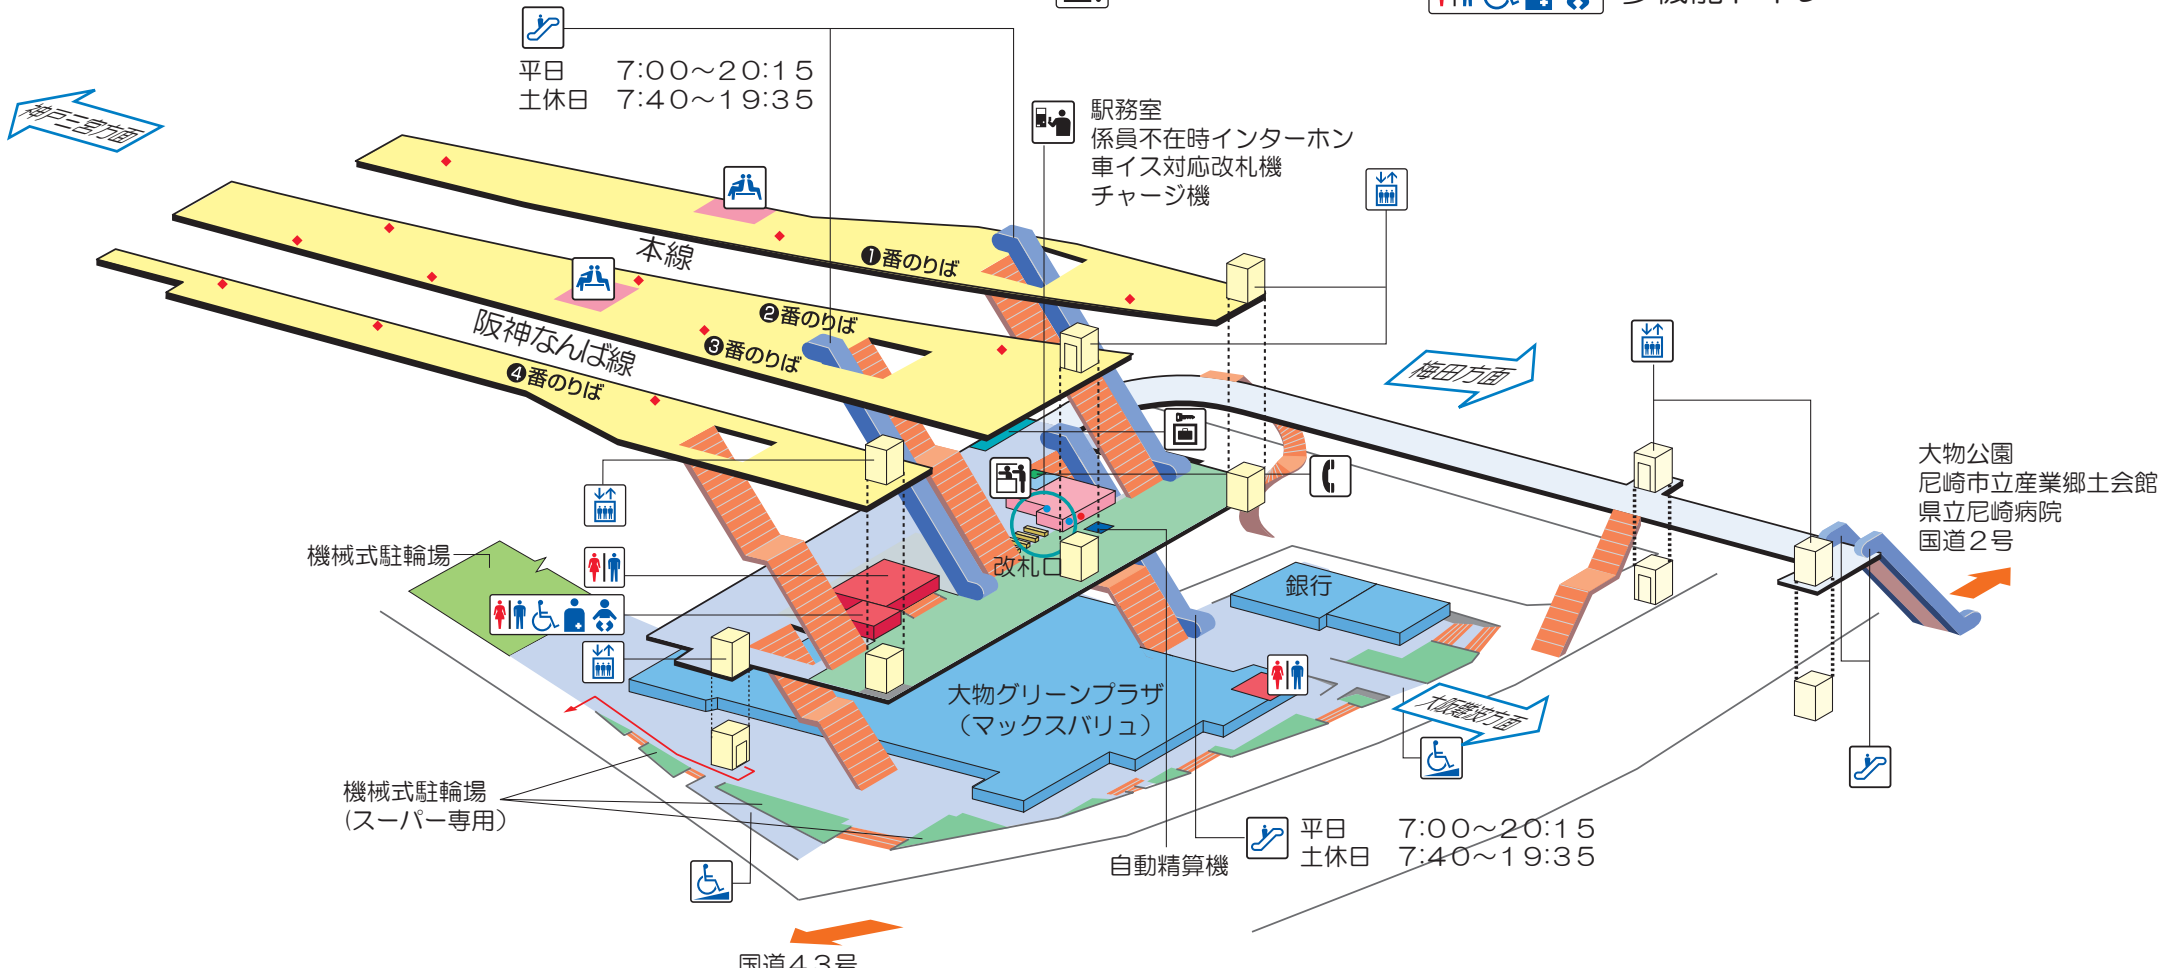 平日 7:00～20:15
土休日 7:40～19:35
神戸三宮方面
駅務室
係員不在時インターホン
車イス対応改札機
チャージ機
本線
❶番のりば
❷番のりば
阪神なんば線
❸番のりば
❹番のりば
梅田方面
大物公園
尼崎市立産業郷土会館
県立尼崎病院
国道２号
機械式駐輪場
改札口
銀行
大物グリーンプラザ
（マックスバリュ）
大阪難波方面
機械式駐輪場
(スーパー専用)
平日 7:00～20:15
土休日 7:40～19:35
自動精算機
国道４３号